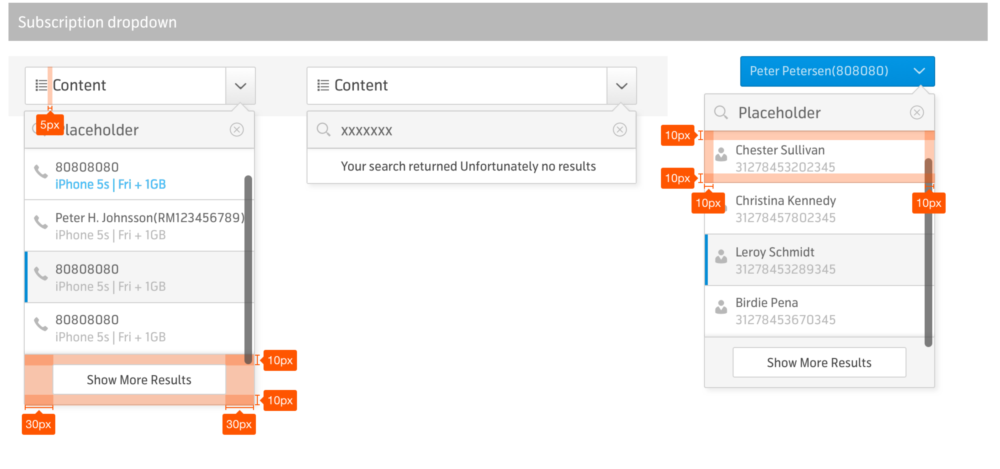 Subscription dropdown
Content
5px
laceholder
80808080
iPhone 5s | Fri + 1GB
Peter H. Johnsson(RM123456789)
iPhone 5s | Fri + 1GB
80808080
iPhone 5s | Fri + 1GB
80808080
iPhone 5s | Fri + 1GB
10px
Show More Results
10px
30px
30px
Content
xxxxxxx
Your search returned Unfortunately no results
Peter Petersen(808080)
Placeholder
10px
Chester Sullivan
31278453202345
10px
10px
10px
Christina Kennedy
31278457802345
Leroy Schmidt
31278453289345
Birdie Pena
31278453670345
Show More Results